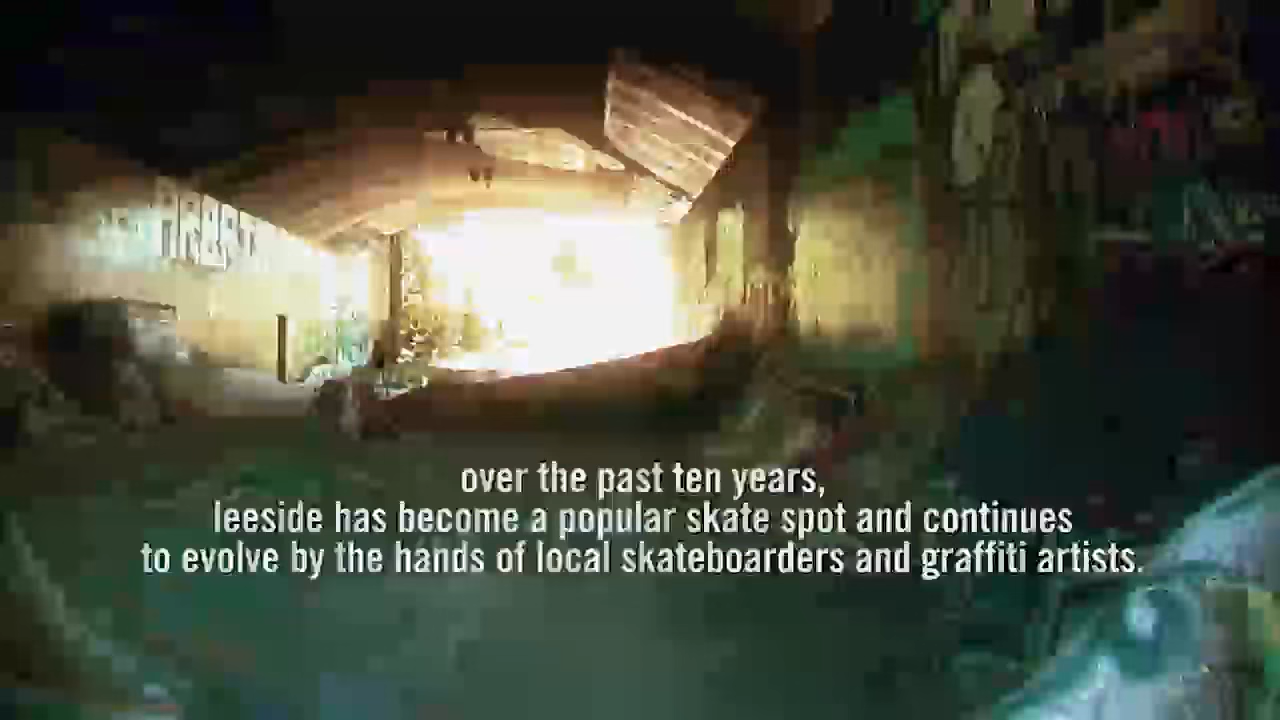 over the past ten years,
leeside has become a popular skate spot and continues
to evolve by the hands of local skateboarders and graffiti artists.